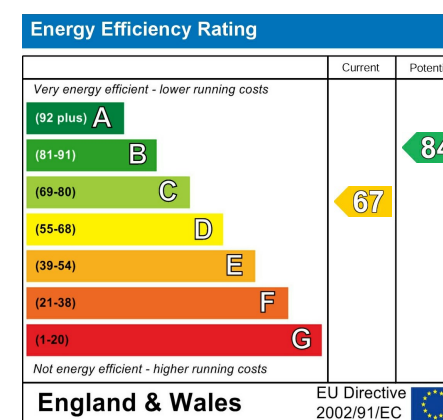 Energy Efficiency Rating
Current Potenti
Very energy efficient - lower running costs
(92 plus) A
(81-91) B
84
(69-80) C
67
(55-68) D
(39-54) E
(21-38) F
(1-20) G
Not energy efficient - higher running costs
England & Wales
EU Directive
2002/91/EC